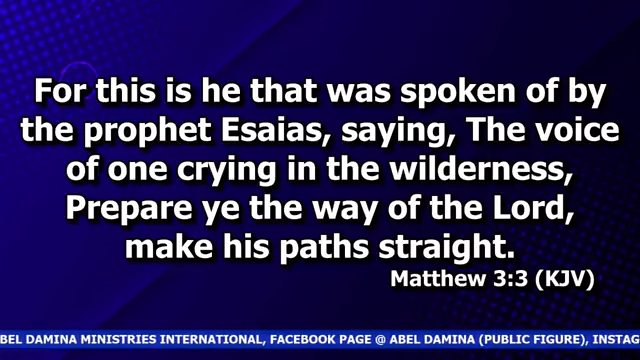 For this is he that was spoken of by
the prophet Esaias, saying, The voice
of one crying in the wilderness,
Prepare ye the way of the Lord,
make his paths straight.
Matthew 3:3 (KJV)
ABEL DAMINA MINISTRIES INTERNATIONAL, FACEBOOK PAGE @ ABEL DAMINA (PUBLIC FIGURE), INSTAG